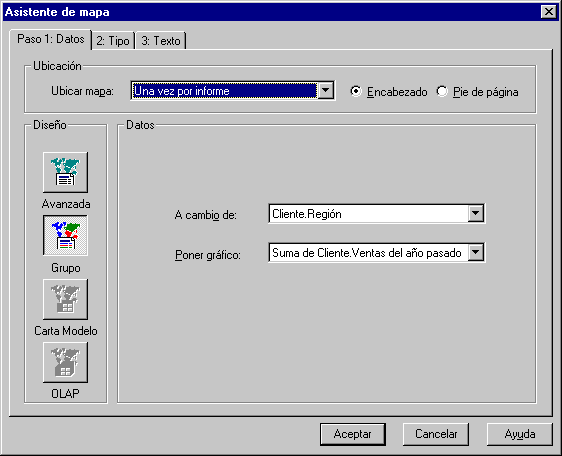 Asistente de mapa
Paso 1: Datos 2: Tipo 3: Texto
Ubicación
Ubicar mapa: Una vez por informe Encabezado Pie de página
Diseño
Datos
Avanzada
Grupo
Carta Modelo
OLAP
A cambio de: Cliente.Región
Poner gráfico: Suma de Cliente.Ventas del año pasado
Aceptar Cancelar Ayuda